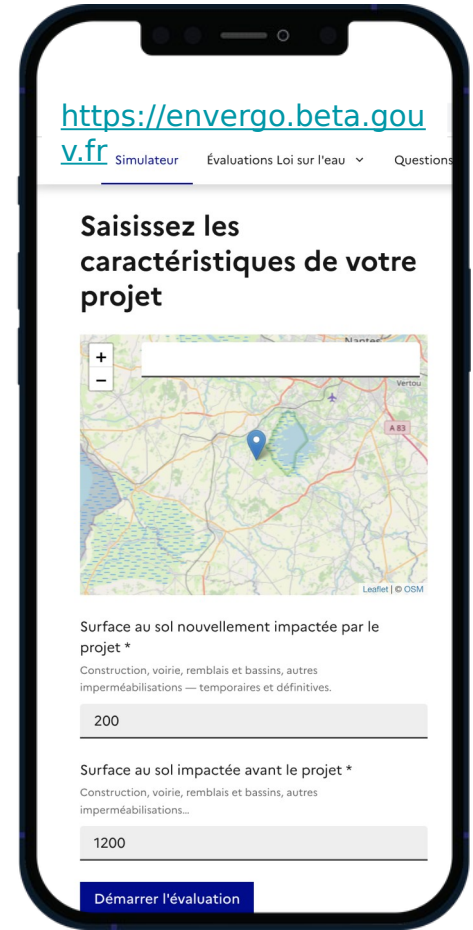 https://envergo.beta.gou
v.fr
Simulateur Évaluations Loi sur l'eau Questions
Saisissez les
caractéristiques de votre
projet
+
−
Nantes
Vertou
A 83
Leaflet | © OSM
Surface au sol nouvellement impactée par le
projet *
Construction, voirie, remblais et bassins, autres
imperméabilisations — temporaires et définitives.
200
Surface au sol impactée avant le projet *
Construction, voirie, remblais et bassins, autres
imperméabilisations…
1200
Démarrer l'évaluation